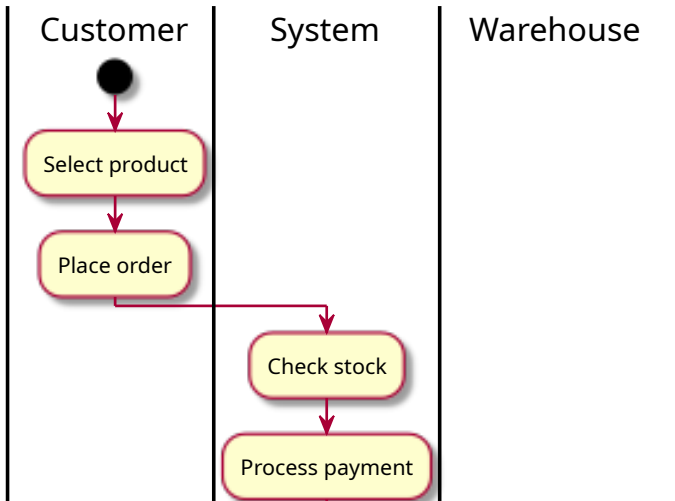 Customer
System
Warehouse
Select product
Place order
Check stock
Process payment